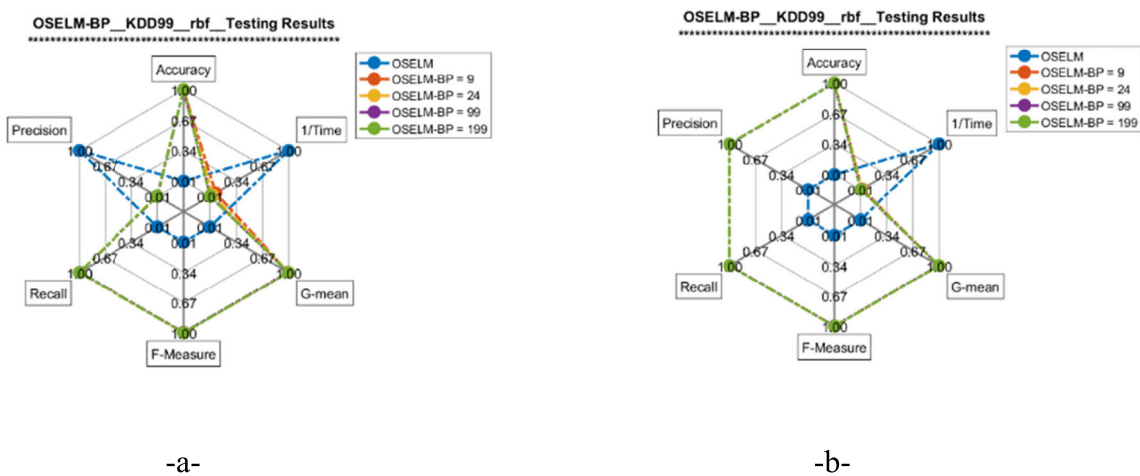 OSELM-BP__KDD99__rbf__Testing Results
********************************************************
OSELM
OSELM-BP = 9
OSELM-BP = 24
OSELM-BP = 99
OSELM-BP = 199
Accuracy
1.00
0.67
0.34
0.01
Precision
1.00
0.67
0.34
0.01
1/Time
1.00
0.67
0.34
0.01
Recall
1.00
0.67
0.34
0.01
F-Measure
1.00
0.67
0.34
0.01
G-mean
1.00
0.67
0.34
0.01
-a-
OSELM-BP__KDD99__rbf__Testing Results
********************************************************
OSELM
OSELM-BP = 9
OSELM-BP = 24
OSELM-BP = 99
OSELM-BP = 199
Accuracy
1.00
0.67
0.34
0.01
Precision
1.00
0.67
0.34
0.01
1/Time
1.00
0.67
0.34
0.01
Recall
1.00
0.67
0.34
0.01
F-Measure
1.00
0.67
0.34
0.01
G-mean
1.00
0.67
0.34
0.01
-b-